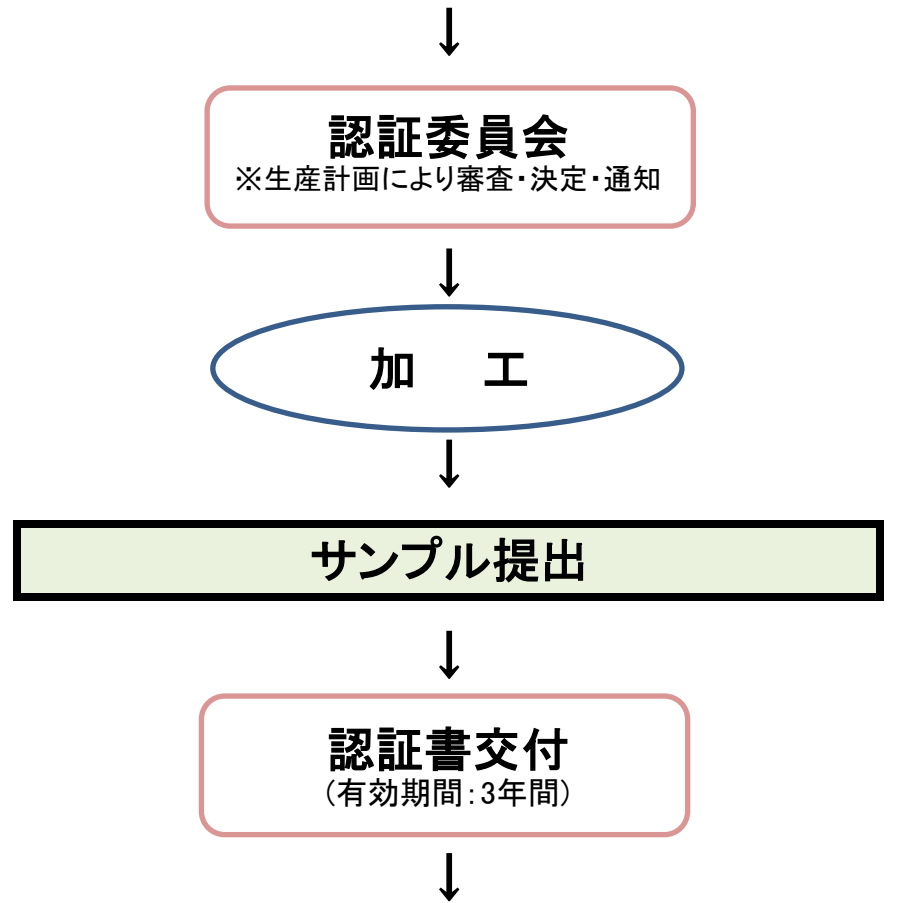 ↓
認証委員会
※生産計画により審査・決定・通知
↓
加　工
↓
サンプル提出
↓
認証書交付
（有効期間：3年間）
↓